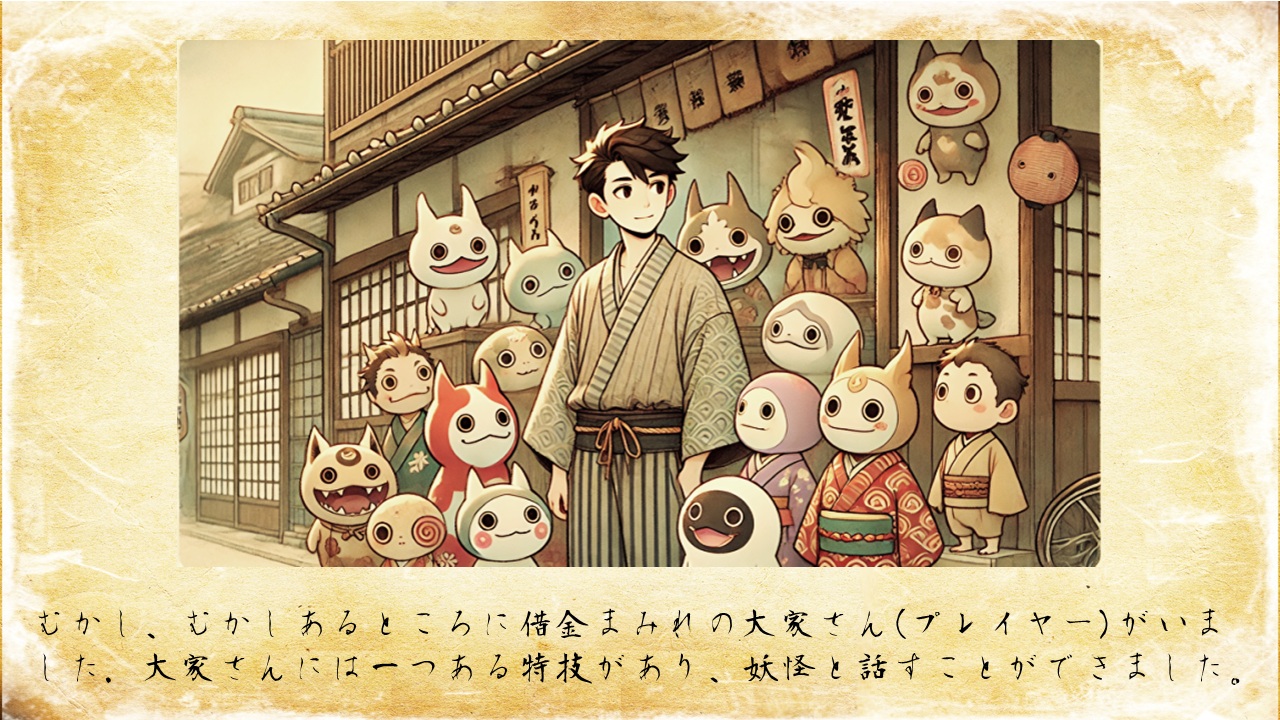 むかし、むかしあるところに借金まみれの大家さん(プレイヤー)がいま
した。大家さんには一つある特技があり、妖怪と話すことができました。